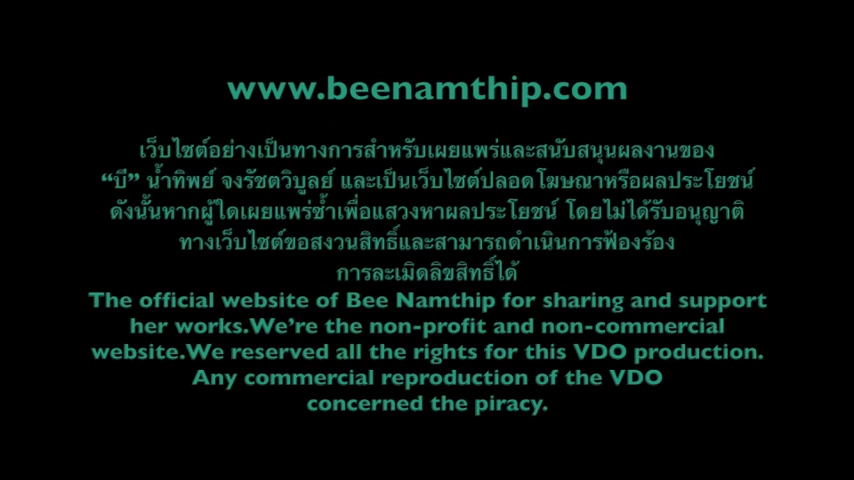 www.beenamthip.com
เว็บไซต์อย่างเป็นทางการสำหรับเผยแพร่และสนับสนุนผลงานของ
“บี” น้ำทิพย์ จงรัชตวิบูลย์ และเป็นเว็บไซต์ปลอดโฆษณาหรือผลประโยชน์
ดังนั้นหากผู้ใดเผยแพร่ซ้ำเพื่อแสวงหาผลประโยชน์ โดยไม่ได้รับอนุญาติ
ทางเว็บไซต์ขอสงวนสิทธิ์และสามารถดำเนินการฟ้องร้อง
การละเมิดลิขสิทธิ์ได้
The official website of Bee Namthip for sharing and support
her works.We’re the non-profit and non-commercial
website.We reserved all the rights for this VDO production.
Any commercial reproduction of the VDO
concerned the piracy.